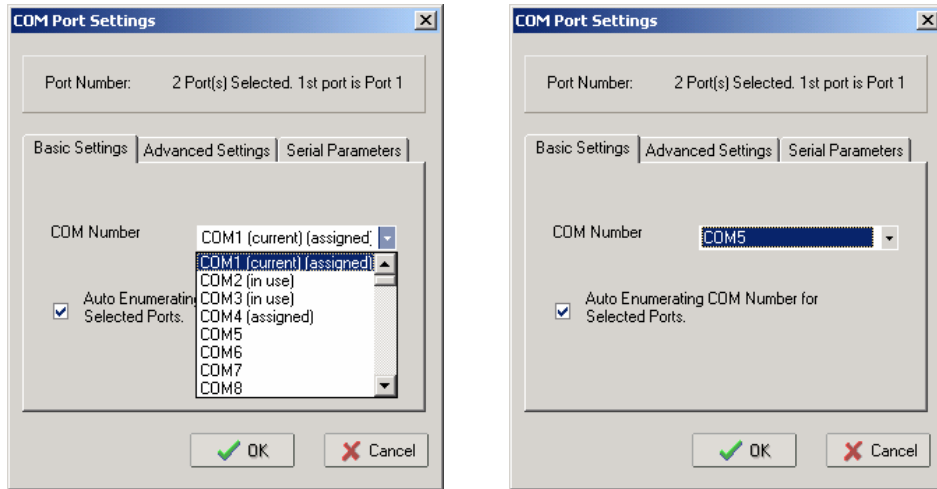 COM Port Settings
Port Number: 2 Port(s) Selected. 1st port is Port 1
Basic Settings Advanced Settings Serial Parameters
COM Number COM1 (current) (assigned)
COM1 (current) (assigned)
COM2 (in use)
COM3 (in use)
COM4 (assigned)
COM5
COM6
COM7
COM8
Auto Enumerating
Selected Ports.
OK Cancel
COM Port Settings
Port Number: 2 Port(s) Selected. 1st port is Port 1
Basic Settings Advanced Settings Serial Parameters
COM Number COM5
Auto Enumerating COM Number for
Selected Ports.
OK Cancel